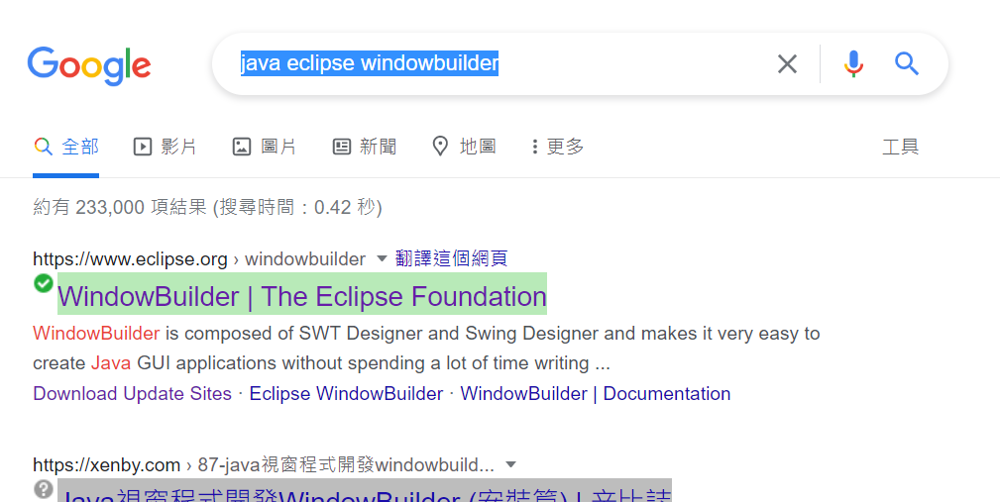 Google
java eclipse windowbuilder
全部 影片 圖片 新聞 地圖 更多 工具
約有 233,000 項結果 (搜尋時間：0.42 秒)
https://www.eclipse.org › windowbuilder 翻譯這個網頁
WindowBuilder | The Eclipse Foundation
WindowBuilder is composed of SWT Designer and Swing Designer and makes it very easy to
create Java GUI applications without spending a lot of time writing ...
Download Update Sites · Eclipse WindowBuilder · WindowBuilder | Documentation
https://xenby.com › 87-java視窗程式開發windowbuild...
Java視窗程式開發WindowBuilder (安裝篇) | 辛比誌